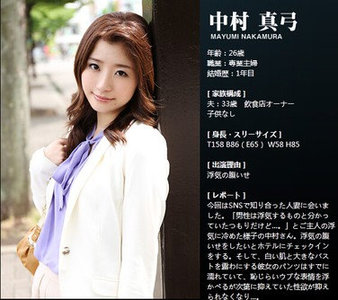 中村 真弓
MAYUMI NAKAMURA
年齢：26歳
職業：専業主婦
結婚歴：1年目
[ 家族構成 ]
夫：33歳　飲食店オーナー
子供なし
[ 身長・スリーサイズ ]
T158 B86 ( E65 )　W58 H85
[ 出演理由 ]
浮気の腹いせ
[ レポート ]
今回はSNSで知り合った人妻に会いま
した。「男性は浮気するものと分かっ
ていたつもりだけど…。」とご主人の浮
気に冷めた様子の中村さん。浮気の腹
いせをしたいとホテルにチェックイン
をする。そして、白い肌と大きなバス
トを露わにする彼女のパンツはすでに
濡れていて、恥じらいウブな表情を浮
かべるが次第に抑えていた性欲が抑え
られなくなり…。